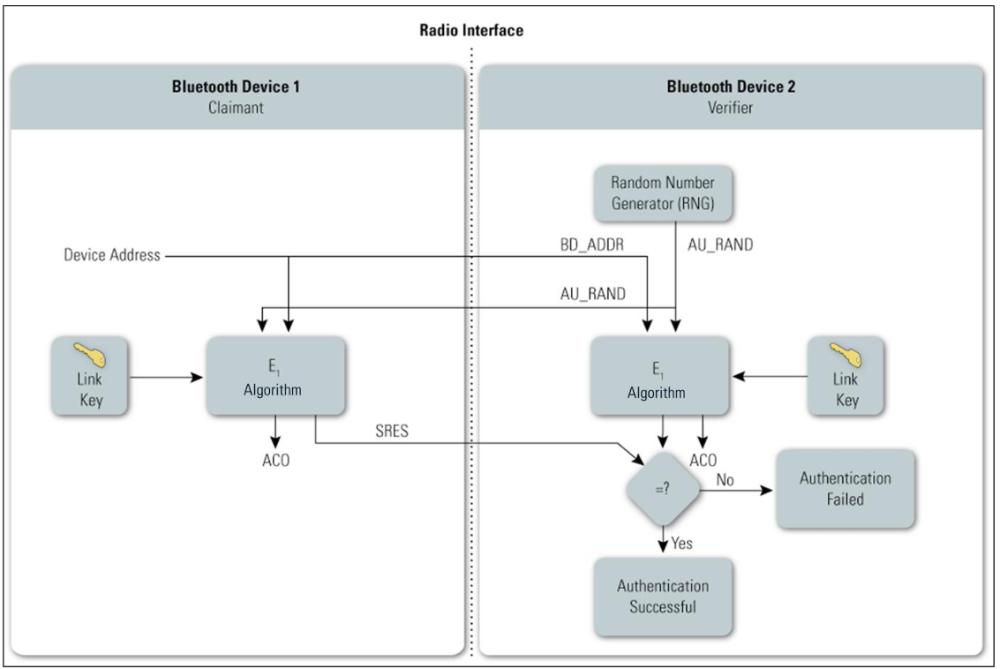 Radio Interface
Bluetooth Device 1
Claimant
Bluetooth Device 2
Verifier
Random Number
Generator (RNG)
Device Address
BD_ADDR
AU_RAND
AU_RAND
Link
Key
E₁
Algorithm
E₁
Algorithm
Link
Key
SRES
ACO
ACO
=?
No
Authentication
Failed
Yes
Authentication
Successful